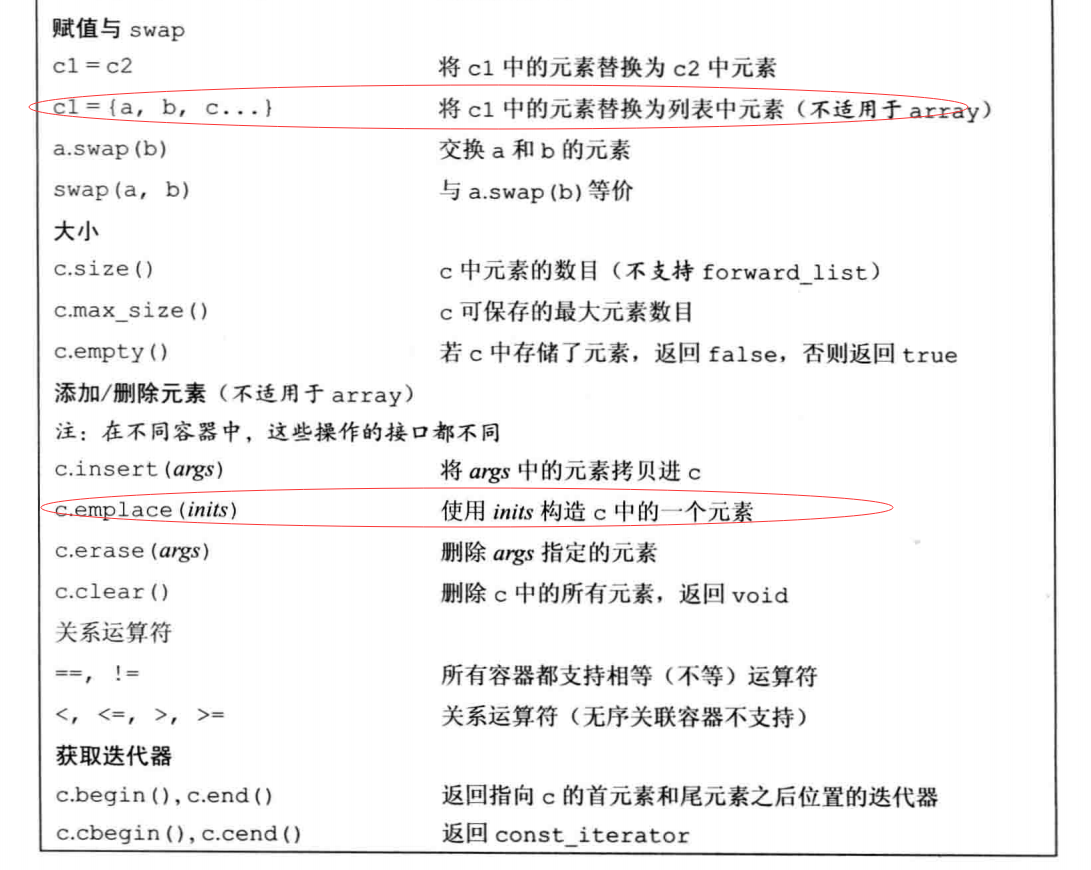 赋值与 swap
c1 = c2 将 c1 中的元素替换为 c2 中元素
c1 = {a, b, c...} 将 c1 中的元素替换为列表中元素（不适用于 array）
a.swap(b) 交换 a 和 b 的元素
swap(a, b) 与 a.swap(b) 等价
大小
c.size() c 中元素的数目（不支持 forward_list）
c.max_size() c 可保存的最大元素数目
c.empty() 若 c 中存储了元素，返回 false，否则返回 true
添加/删除元素（不适用于 array）
注：在不同容器中，这些操作的接口都不同
c.insert(args) 将 args 中的元素拷贝进 c
c.emplace(inits) 使用 inits 构造 c 中的一个元素
c.erase(args) 删除 args 指定的元素
c.clear() 删除 c 中的所有元素，返回 void
关系运算符
==, != 所有容器都支持相等（不等）运算符
<, <=, >, >= 关系运算符（无序关联容器不支持）
获取迭代器
c.begin(), c.end() 返回指向 c 的首元素和尾元素之后位置的迭代器
c.cbegin(), c.cend() 返回 const_iterator